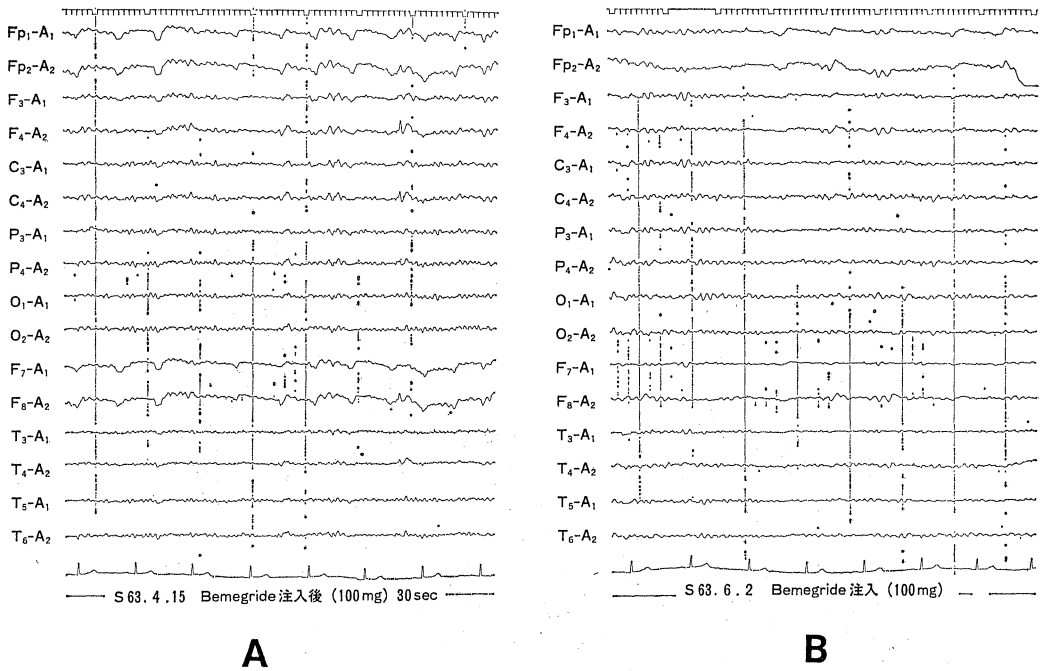 Fp₁-A₁
Fp₂-A₂
F₃-A₁
F₄-A₂
C₃-A₁
C₄-A₂
P₃-A₁
P₄-A₂
O₁-A₁
O₂-A₂
F₇-A₁
F₈-A₂
T₃-A₁
T₄-A₂
T₅-A₁
T₆-A₂
S 63. 4 . 15 Bemegride 注入後 (100 mg) 30 sec
A
Fp₁-A₁
Fp₂-A₂
F₃-A₁
F₄-A₂
C₃-A₁
C₄-A₂
P₃-A₁
P₄-A₂
O₁-A₁
O₂-A₂
F₇-A₁
F₈-A₂
T₃-A₁
T₄-A₂
T₅-A₁
T₆-A₂
S 63. 6 . 2 Bemegride 注入 (100 mg)
B